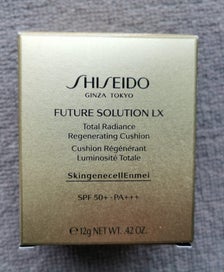 SHISEIDO
GINZA TOKYO
FUTURE SOLUTION LX
Total Radiance
Regenerating Cushion
Cushion Régénérant
Luminosité Totale
SkingenecellEnmei
SPF 50+ · PA+++
e 12g NET WT. .42 OZ.